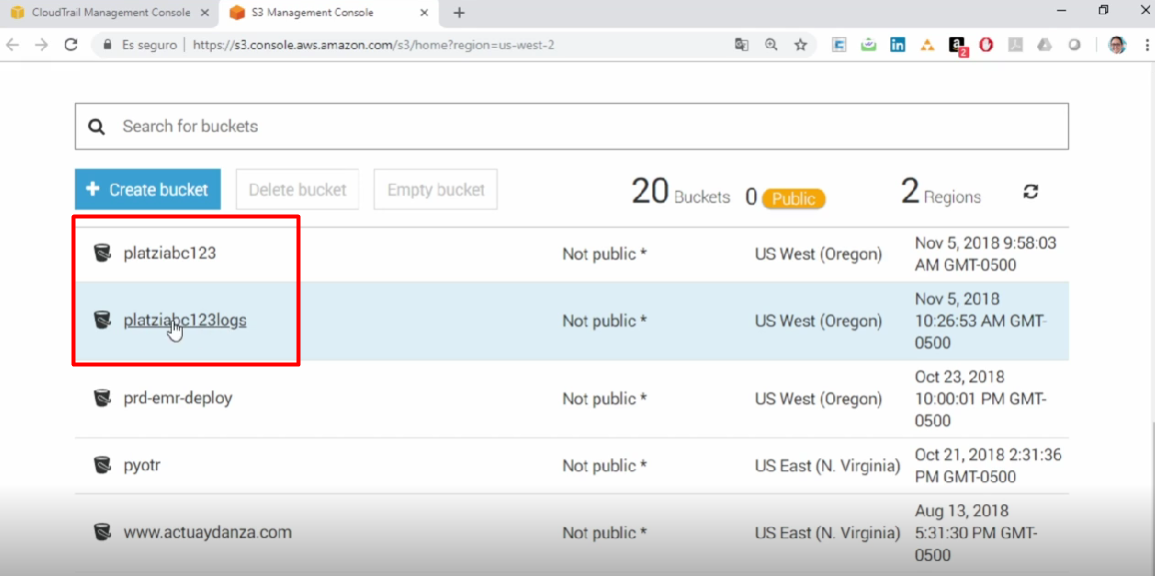 CloudTrail Management Console
S3 Management Console
Es seguro | https://s3.console.aws.amazon.com/s3/home?region=us-west-2
a 2
Search for buckets
+ Create bucket Delete bucket Empty bucket 20 Buckets 0 Public 2 Regions
platziabc123 Not public * US West (Oregon) Nov 5, 2018 9:58:03
AM GMT-0500
platziabc123logs Not public * US West (Oregon) Nov 5, 2018
10:26:53 AM GMT-
0500
prd-emr-deploy Not public * US West (Oregon) Oct 23, 2018
10:00:01 PM GMT-
0500
pyotr Not public * US East (N. Virginia) Oct 21, 2018 2:31:36
PM GMT-0500
www.actuaydanza.com Not public * US East (N. Virginia) Aug 13, 2018
5:31:30 PM GMT-
0500